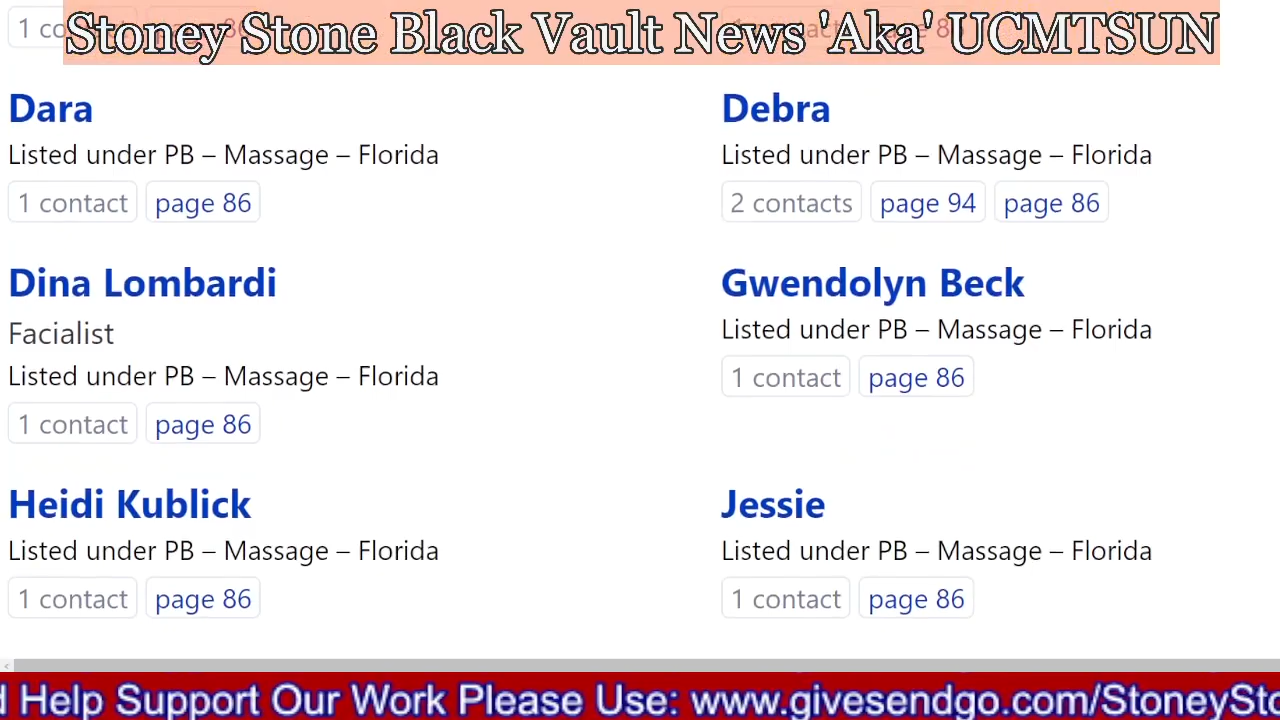 Stoney Stone Black Vault News 'Aka' UCMTSUN
Dara
Listed under PB – Massage – Florida
1 contact page 86
Debra
Listed under PB – Massage – Florida
2 contacts page 94 page 86
Dina Lombardi
Facialist
Listed under PB – Massage – Florida
1 contact page 86
Gwendolyn Beck
Listed under PB – Massage – Florida
1 contact page 86
Heidi Kublick
Listed under PB – Massage – Florida
1 contact page 86
Jessie
Listed under PB – Massage – Florida
1 contact page 86
Help Support Our Work Please Use: www.givesendgo.com/StoneySto